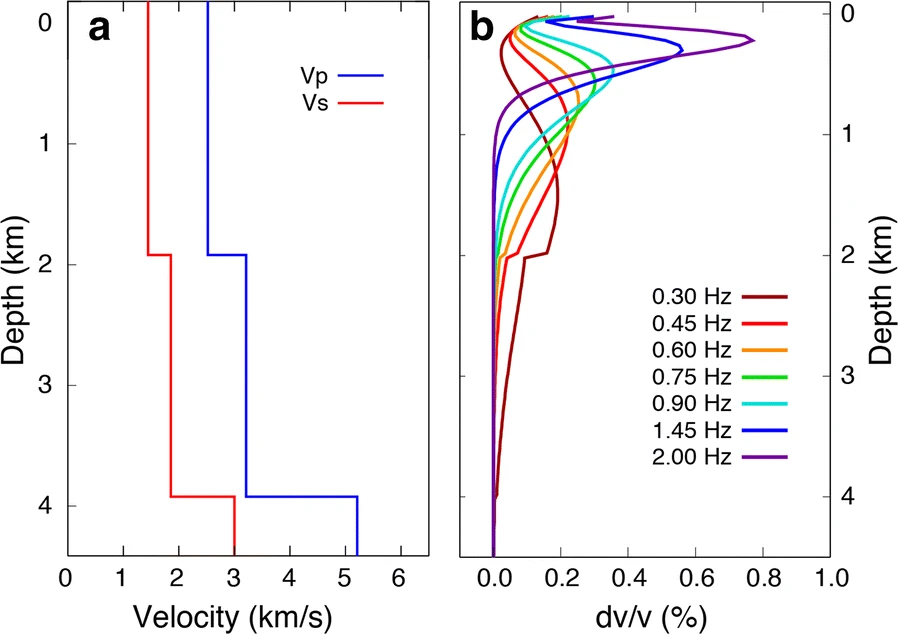 a
Vp
Vs
0
1
2
3
4
Depth (km)
0 1 2 3 4 5 6
Velocity (km/s)
b
0.30 Hz
0.45 Hz
0.60 Hz
0.75 Hz
0.90 Hz
1.45 Hz
2.00 Hz
0
1
2
3
4
Depth (km)
0.0 0.2 0.4 0.6 0.8 1.0
dv/v (%)